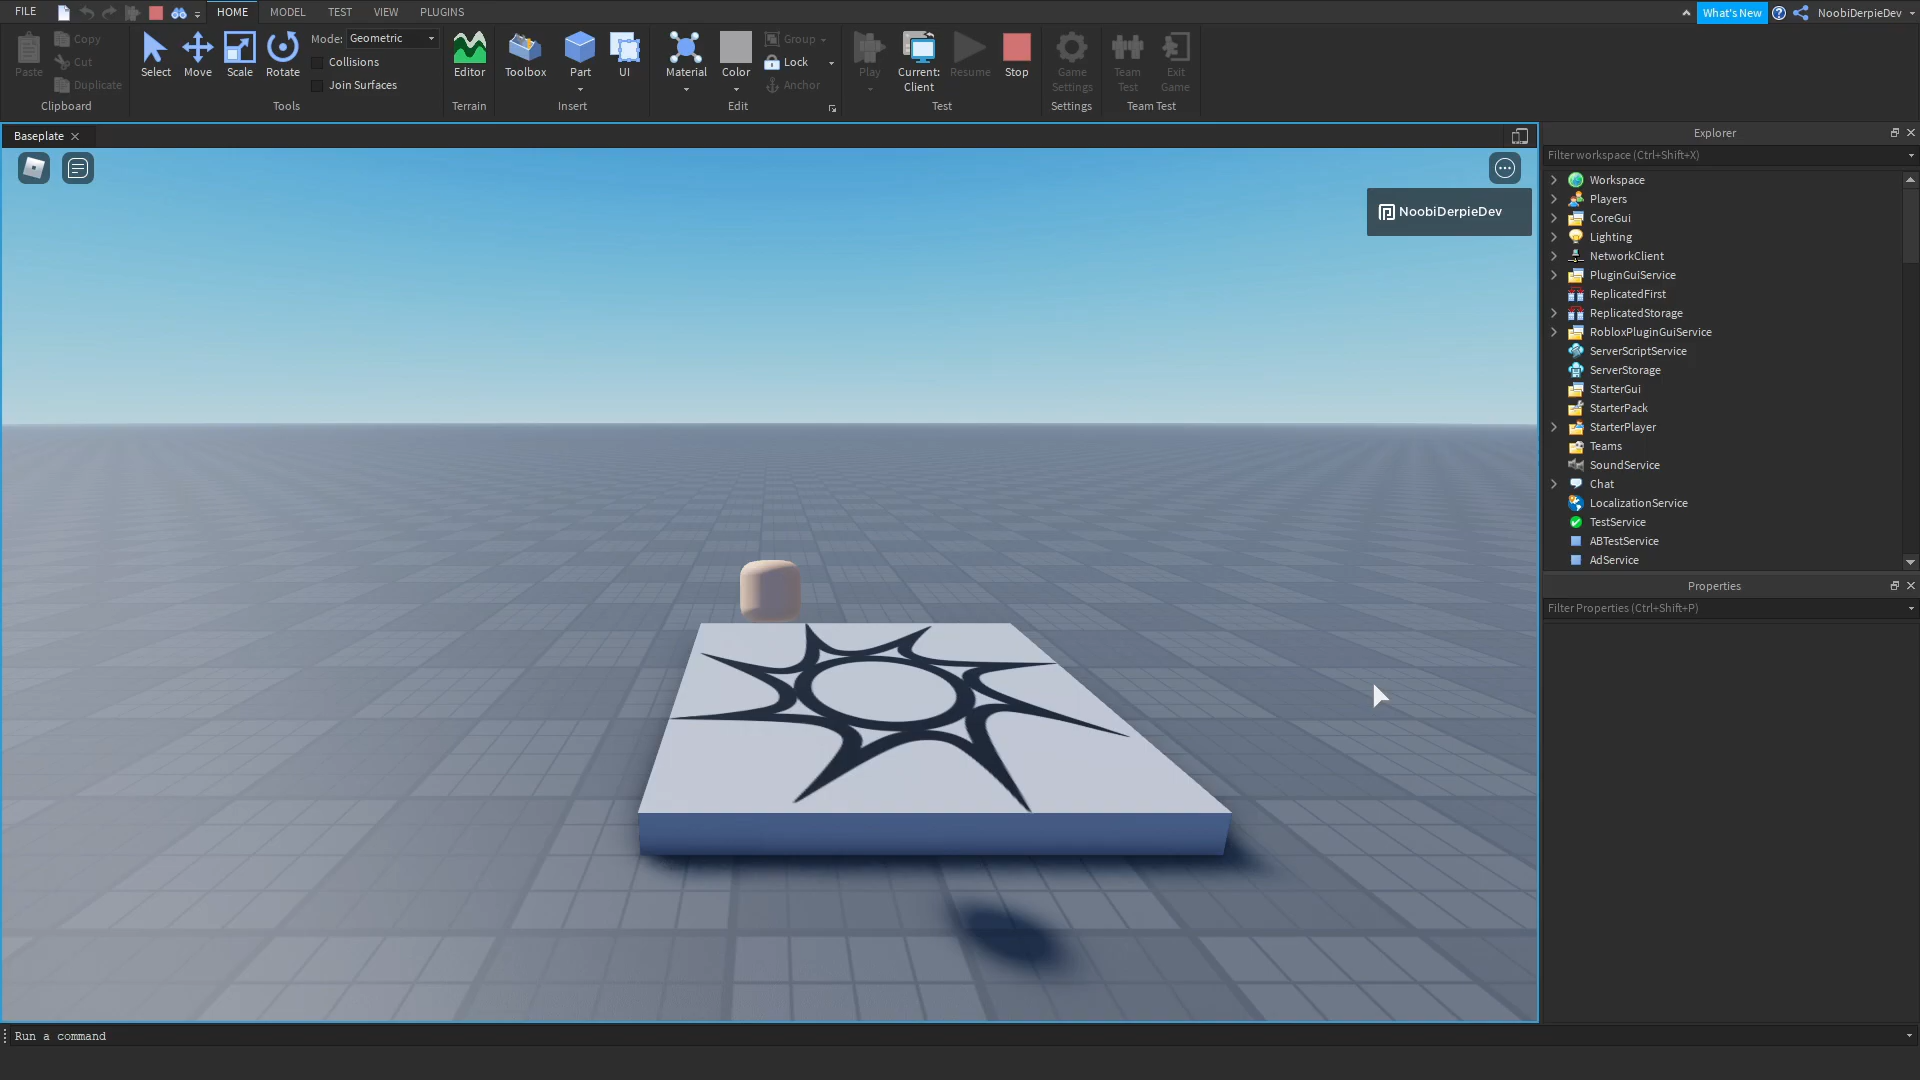 FILE HOME MODEL TEST VIEW PLUGINS What's New NoobiDerpieDev
Paste Copy Cut Duplicate
Clipboard
Select Move Scale Rotate
Mode: Geometric
Collisions
Join Surfaces
Tools
Editor
Terrain
Toolbox Part UI
Insert
Material Color Group Lock Anchor
Edit
Play Current: Client Resume Stop
Test
Game Settings
Settings
Team Test Exit Game
Team Test
Baseplate
NoobiDerpieDev
Explorer
Filter workspace (Ctrl+Shift+X)
Workspace
Players
CoreGui
Lighting
NetworkClient
PluginGuiService
ReplicatedFirst
ReplicatedStorage
RobloxPluginGuiService
ServerScriptService
ServerStorage
StarterGui
StarterPack
StarterPlayer
Teams
SoundService
Chat
LocalizationService
TestService
ABTestService
AdService
Properties
Filter Properties (Ctrl+Shift+P)
Run a command